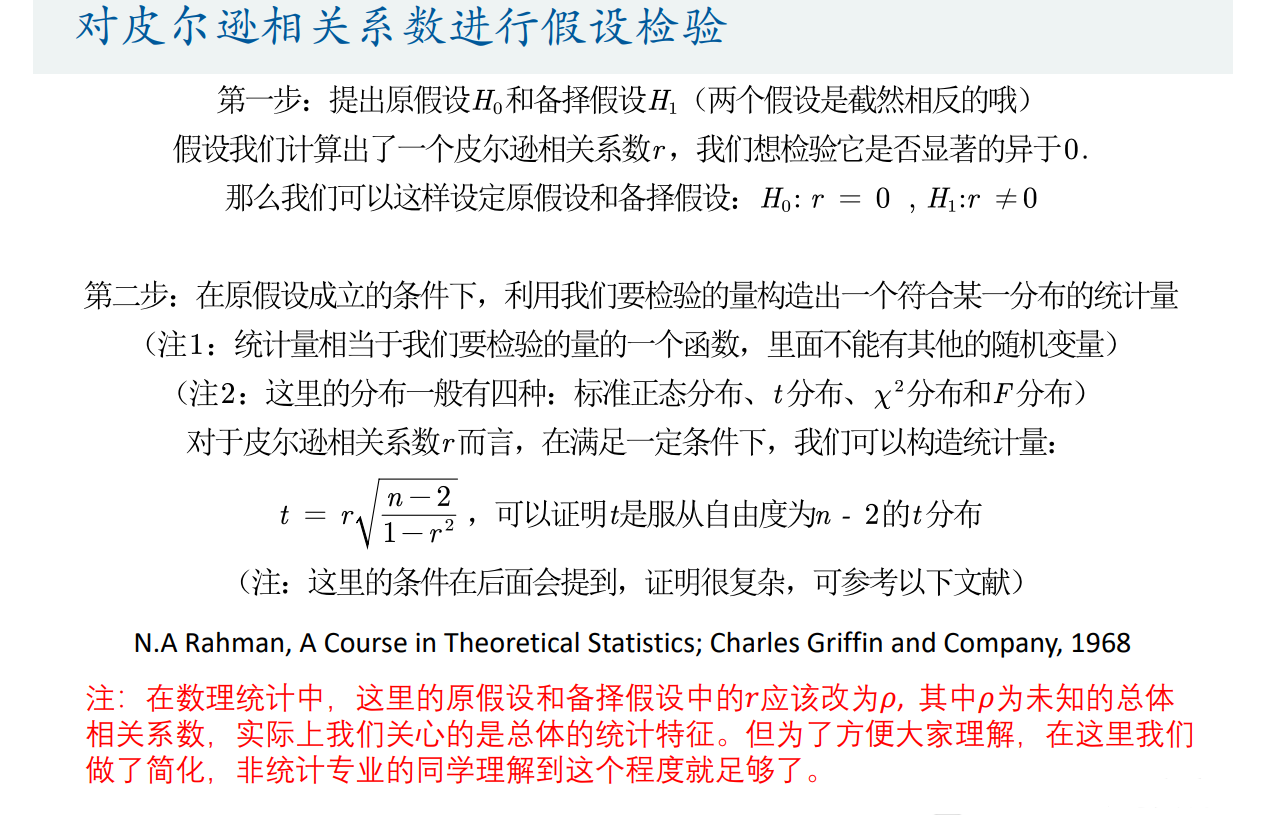 对皮尔逊相关系数进行假设检验
第一步：提出原假设H₀和备择假设H₁（两个假设是截然相反的哦）
假设我们计算出了一个皮尔逊相关系数r，我们想检验它是否显著的异于0.
那么我们可以这样设定原假设和备择假设：H₀: r = 0 , H₁:r ≠0
第二步：在原假设成立的条件下，利用我们要检验的量构造出一个符合某一分布的统计量
（注1：统计量相当于我们要检验的量的一个函数，里面不能有其他的随机变量）
（注2：这里的分布一般有四种：标准正态分布、t分布、χ²分布和F分布）
对于皮尔逊相关系数r而言，在满足一定条件下，我们可以构造统计量：
t = r√((n−2)/(1−r²))，可以证明t是服从自由度为n - 2的t分布
（注：这里的条件在后面会提到，证明很复杂，可参考以下文献）
N.A Rahman, A Course in Theoretical Statistics; Charles Griffin and Company, 1968
注：在数理统计中，这里的原假设和备择假设中的r应该改为ρ, 其中ρ为未知的总体
相关系数，实际上我们关心的是总体的统计特征。但为了方便大家理解，在这里我们
做了简化，非统计专业的同学理解到这个程度就足够了。